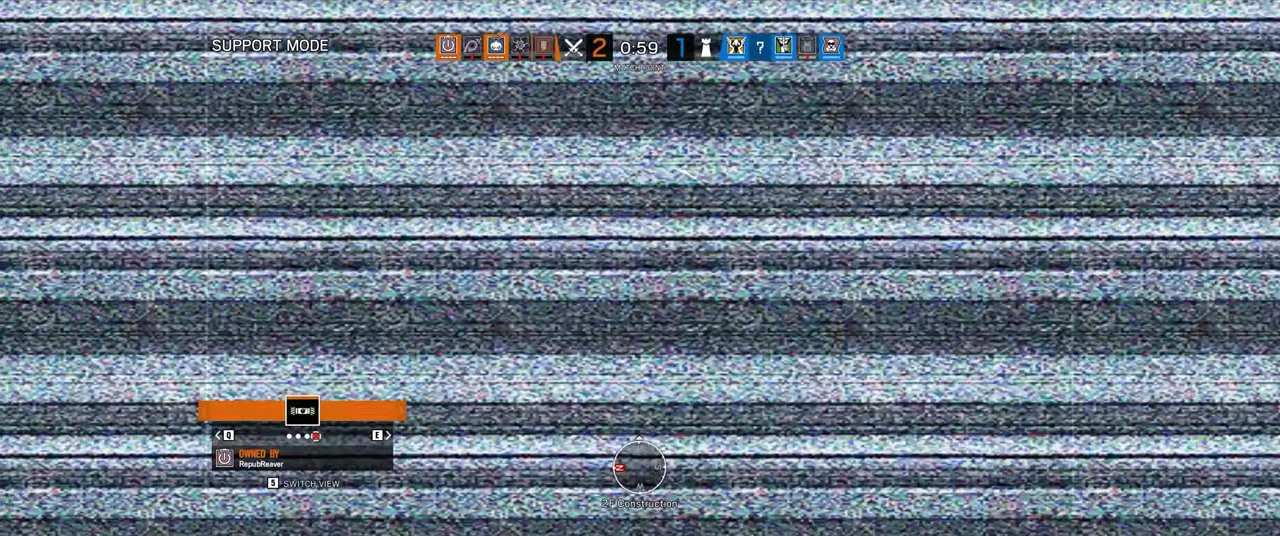 SUPPORT MODE
2 0:59 1 ?
MATCH POINT
Q E
OWNED BY
RepubReaver
5 SWITCH VIEW
N S
W
2F Construction